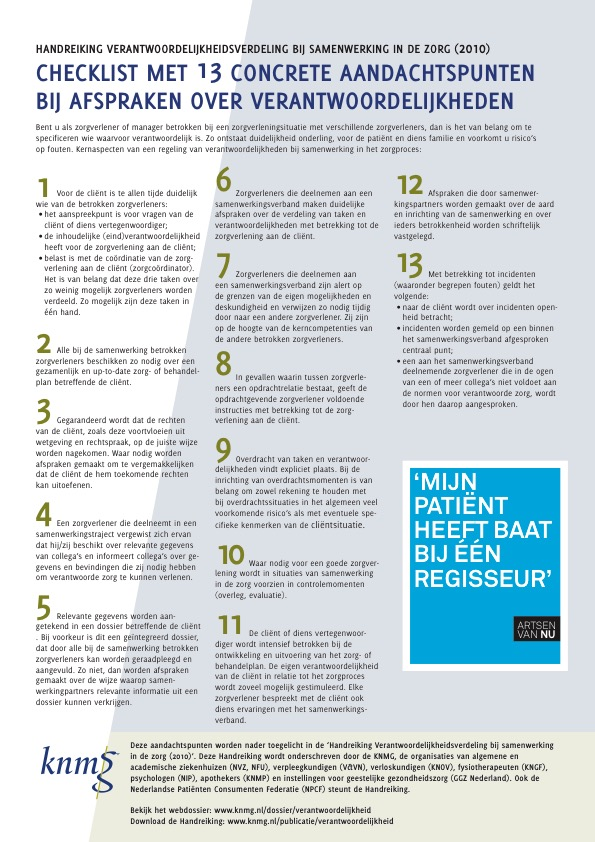 HANDREIKING VERANTWOORDELIJKHEIDSVERDELING BIJ SAMENWERKING IN DE ZORG (2010)
CHECKLIST MET 13 CONCRETE AANDACHTSPUNTEN
BIJ AFSPRAKEN OVER VERANTWOORDELIJKHEDEN
Bent u als zorgverlener of manager betrokken bij een zorgverleningsituatie met verschillende zorgverleners, dan is het van belang om te
specificeren wie waarvoor verantwoordelijk is. Zo ontstaat duidelijkheid onderling, voor de patiënt en diens familie en voorkomt u risico's
op fouten. Kernaspecten van een regeling van verantwoordelijkheden bij samenwerking in het zorgproces:
1 Voor de cliënt is te allen tijde duidelijk
wie van de betrokken zorgverleners:
• het aanspreekpunt is voor vragen van de
cliënt of diens vertegenwoordiger;
• de inhoudelijke (eind)verantwoordelijkheid
heeft voor de zorgverlening aan de cliënt;
• belast is met de coördinatie van de zorg-
verlening aan de cliënt (zorgcoördinator).
Het is van belang dat deze drie taken over
zo weinig mogelijk zorgverleners worden
verdeeld. Zo mogelijk zijn deze taken in
één hand.
2 Alle bij de samenwerking betrokken
zorgverleners beschikken zo nodig over een
gezamenlijk en up-to-date zorg- of behandel-
plan betreffende de cliënt.
3 Gegarandeerd wordt dat de rechten
van de cliënt, zoals deze voortvloeien uit
wetgeving en rechtspraak, op de juiste wijze
worden nagekomen. Waar nodig worden
afspraken gemaakt om te vergemakkelijken
dat de cliënt de hem toekomende rechten
kan uitoefenen.
4 Een zorgverlener die deelneemt in een
samenwerkingstraject vergewist zich ervan
dat hij/zij beschikt over relevante gegevens
van collega's en informeert collega's over ge-
gevens en bevindingen die zij nodig hebben
om verantwoorde zorg te kunnen verlenen.
5 Relevante gegevens worden aan-
getekend in een dossier betreffende de cliënt
. Bij voorkeur is dit een geïntegreerd dossier,
dat door alle bij de samenwerking betrokken
zorgverleners kan worden geraadpleegd en
aangevuld. Zo niet, dan worden afspraken
gemaakt over de wijze waarop samen-
werkingpartners relevante informatie uit een
dossier kunnen verkrijgen.
6 Zorgverleners die deelnemen aan een
samenwerkingsverband maken duidelijke
afspraken over de verdeling van taken en
verantwoordelijkheden met betrekking tot de
zorgverlening aan de cliënt.
7 Zorgverleners die deelnemen aan
een samenwerkingsverband zijn alert op
de grenzen van de eigen mogelijkheden en
deskundigheid en verwijzen zo nodig tijdig
door naar een andere zorgverlener. Zij zijn
op de hoogte van de kerncompetenties van
de andere betrokken zorgverleners.
8 In gevallen waarin tussen zorgverle-
ners een opdrachtrelatie bestaat, geeft de
opdrachtgevende zorgverlener voldoende
instructies met betrekking tot de zorg-
verlening aan de cliënt.
9 Overdracht van taken en verantwoor-
delijkheden vindt expliciet plaats. Bij de
inrichting van overdrachtsmomenten is van
belang om zowel rekening te houden met
bij overdrachtssituaties in het algemeen veel
voorkomende risico's als met eventuele spe-
cifieke kenmerken van de cliëntsituatie.
10 Waar nodig voor een goede zorgver-
lening wordt in situaties van samenwerking
in de zorg voorzien in controlemomenten
(overleg, evaluatie).
11 De cliënt of diens vertegenwoor-
diger wordt intensief betrokken bij de
ontwikkeling en uitvoering van het zorg- of
behandelplan. De eigen verantwoordelijkheid
van de cliënt in relatie tot het zorgproces
wordt zoveel mogelijk gestimuleerd. Elke
zorgverlener bespreekt met de cliënt ook
diens ervaringen met het samenwerkings-
verband.
12 Afspraken die door samenwer-
kingspartners worden gemaakt over de aard
en inrichting van de samenwerking en over
ieders betrokkenheid worden schriftelijk
vastgelegd.
13 Met betrekking tot incidenten
(waaronder begrepen fouten) geldt het
volgende:
• naar de cliënt wordt over incidenten open-
heid betracht;
• incidenten worden gemeld op een binnen
het samenwerkingsverband afgesproken
centraal punt;
• een aan het samenwerkingsverband
deelnemende zorgverlener die in de ogen
van een of meer collega's niet voldoet aan
de normen voor verantwoorde zorg, wordt
door hen daarop aangesproken.
'MIJN
PATIËNT
HEEFT BAAT
BIJ ÉÉN
REGISSEUR'
ARTSEN
VAN NU
knmg
Deze aandachtspunten worden nader toegelicht in de 'Handreiking Verantwoordelijkheidsverdeling bij samenwerking
in de zorg (2010)'. Deze Handreiking wordt onderschreven door de KNMG, de organisaties van algemene en
academische ziekenhuizen (NVZ, NFU), verpleegkundigen (V&VN), verloskundigen (KNOV), fysiotherapeuten (KNGF),
psychologen (NIP), apothekers (KNMP) en instellingen voor geestelijke gezondheidszorg (GGZ Nederland). Ook de
Nederlandse Patiënten Consumenten Federatie (NPCF) steunt de Handreiking.
Bekijk het webdossier: www.knmg.nl/dossier/verantwoordelijkheid
Download de Handreiking: www.knmg.nl/publicatie/verantwoordelijkheid